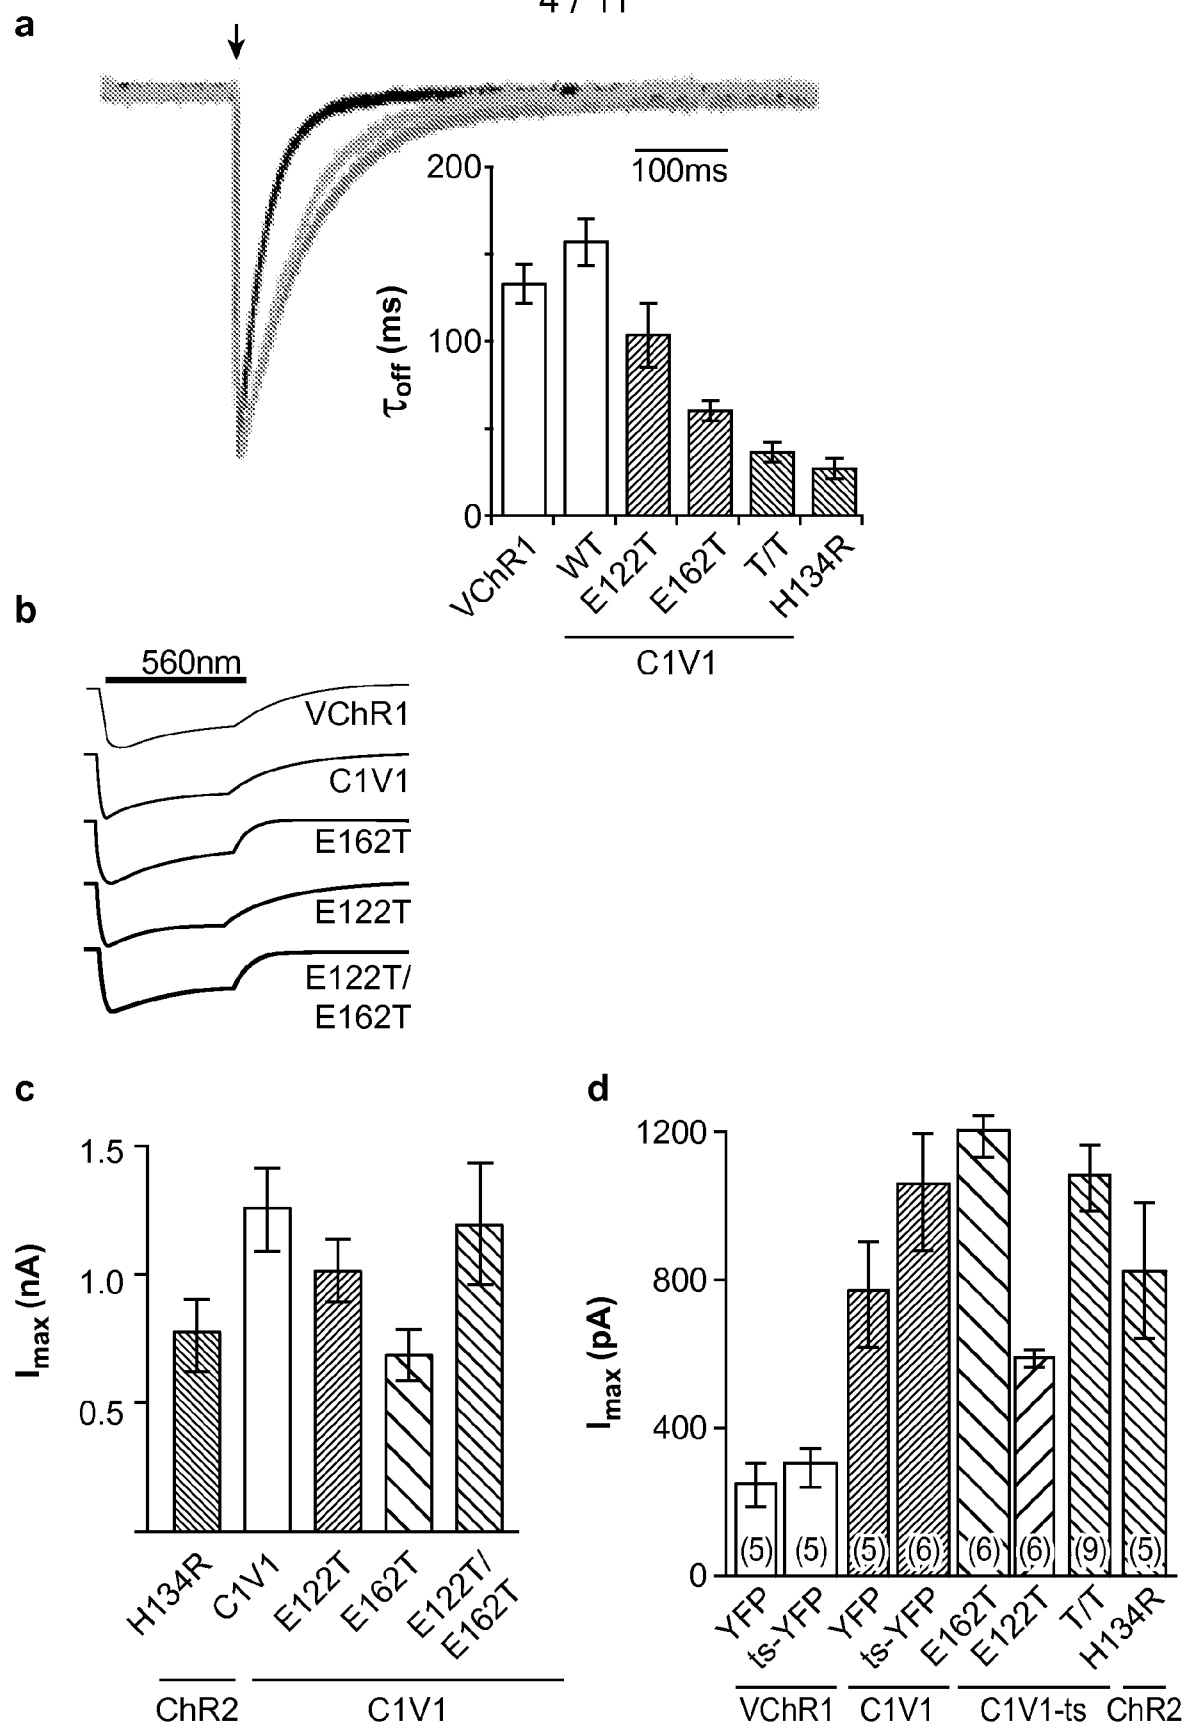 4 / 11
a
100ms
200
100
0
τoff (ms)
VChR1
WT
E122T
E162T
T/T
H134R
C1V1
b
560nm
VChR1
C1V1
E162T
E122T
E122T/
E162T
c
1.5
1.0
0.5
Imax (nA)
H134R
C1V1
E122T
E162T
E122T/
E162T
ChR2
C1V1
d
1200
800
400
0
Imax (pA)
(5)
(5)
(5)
(6)
(6)
(6)
(9)
(5)
YFP
ts-YFP
YFP
ts-YFP
E162T
E122T
T/T
H134R
VChR1
C1V1
C1V1-ts
ChR2